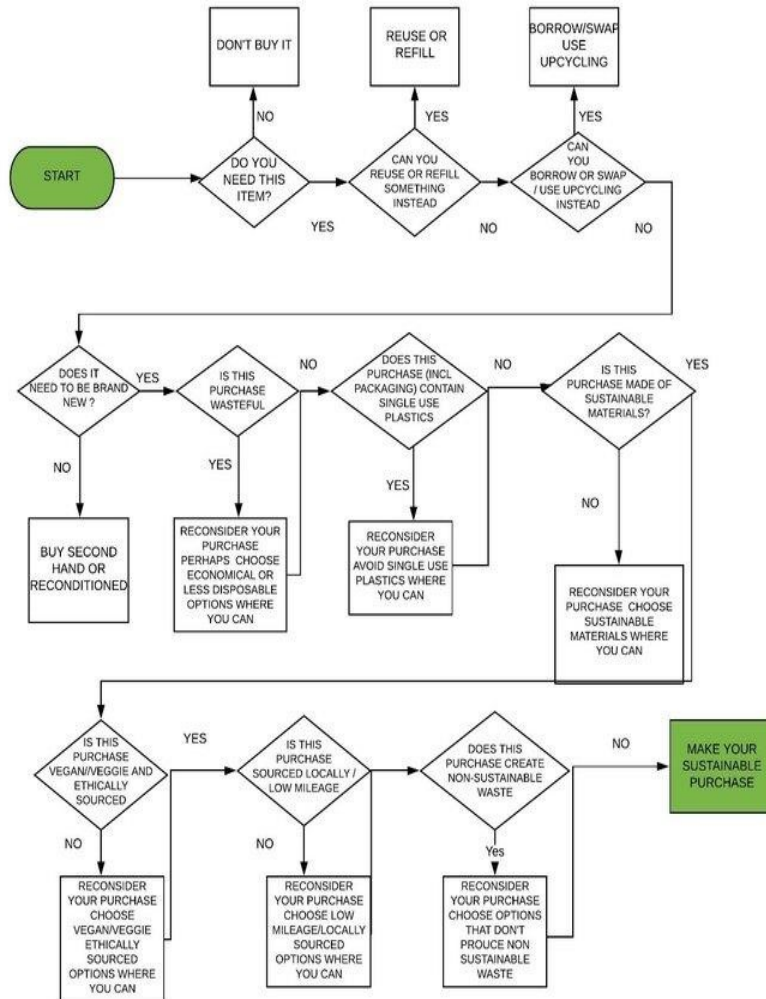 DON'T BUY IT
REUSE OR
REFILL
BORROW/SWAP
USE
UPCYCLING
NO
YES
YES
START
DO YOU
NEED THIS
ITEM?
CAN YOU
REUSE OR REFILL
SOMETHING
INSTEAD
CAN
YOU
BORROW OR SWAP
/ USE UPCYCLING
INSTEAD
YES
NO
NO
DOES IT
NEED TO BE BRAND
NEW ?
YES
IS THIS
PURCHASE
WASTEFUL
NO
DOES THIS
PURCHASE (INCL
PACKAGING) CONTAIN
SINGLE USE
PLASTICS
NO
IS THIS
PURCHASE MADE OF
SUSTAINABLE
MATERIALS?
YES
NO
YES
YES
NO
BUY SECOND
HAND OR
RECONDITIONED
RECONSIDER YOUR
PURCHASE
PERHAPS CHOOSE
ECONOMICAL OR
LESS DISPOSABLE
OPTIONS WHERE
YOU CAN
RECONSIDER
YOUR PURCHASE
AVOID SINGLE USE
PLASTICS WHERE
YOU CAN
RECONSIDER YOUR
PURCHASE CHOOSE
SUSTAINABLE
MATERIALS WHERE
YOU CAN
IS THIS
PURCHASE
VEGAN//VEGGIE AND
ETHICALLY
SOURCED
YES
IS THIS
PURCHASE
SOURCED LOCALLY /
LOW MILEAGE
DOES THIS
PURCHASE CREATE
NON-SUSTAINABLE
WASTE
NO
MAKE YOUR
SUSTAINABLE
PURCHASE
NO
NO
Yes
RECONSIDER
YOUR PURCHASE
CHOOSE
VEGAN/VEGGIE
ETHICALLY
SOURCED
OPTIONS WHERE
YOU CAN
RECONSIDER
YOUR PURCHASE
CHOOSE LOW
MILEAGE/LOCALLY
SOURCED
OPTIONS WHERE
YOU CAN
RECONSIDER
YOUR PURCHASE
CHOOSE OPTIONS
THAT DON'T
PROUCE NON
SUSTAINABLE
WASTE